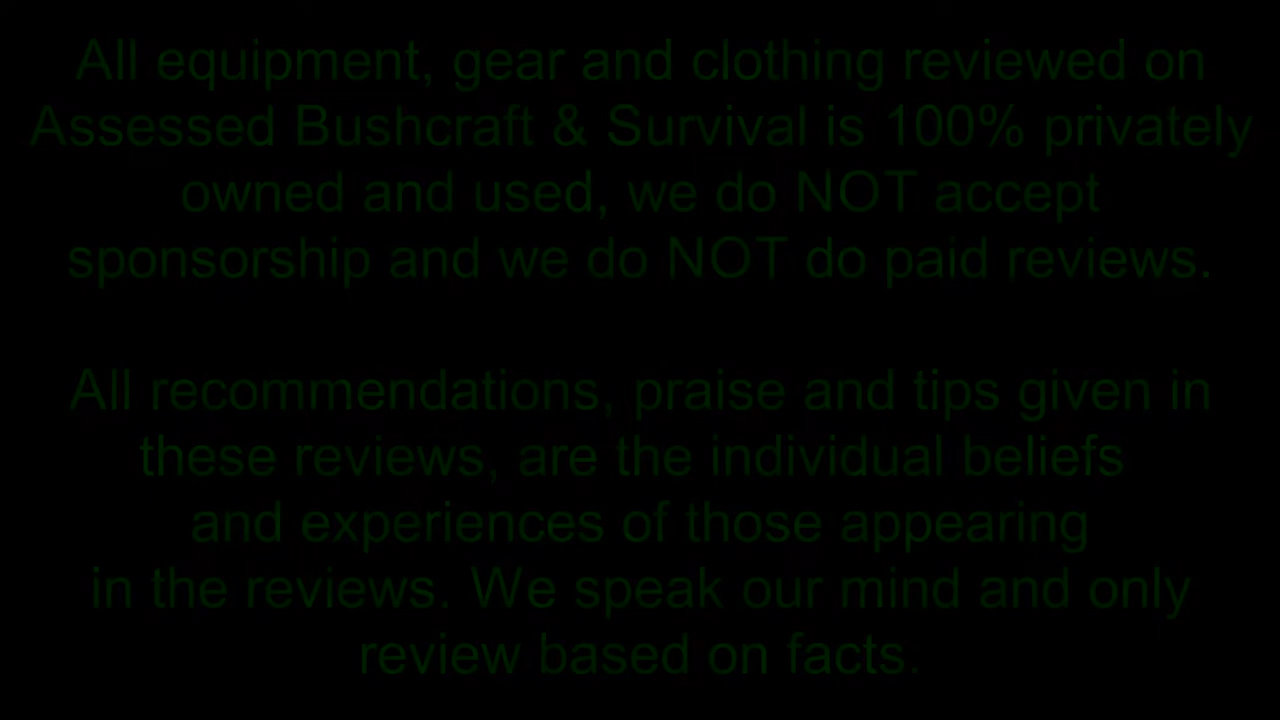 All equipment, gear and clothing reviewed on
Assessed Bushcraft & Survival is 100% privately
owned and used, we do NOT accept
sponsorship and we do NOT do paid reviews.
All recommendations, praise and tips given in
these reviews, are the individual beliefs
and experiences of those appearing
in the reviews. We speak our mind and only
review based on facts.